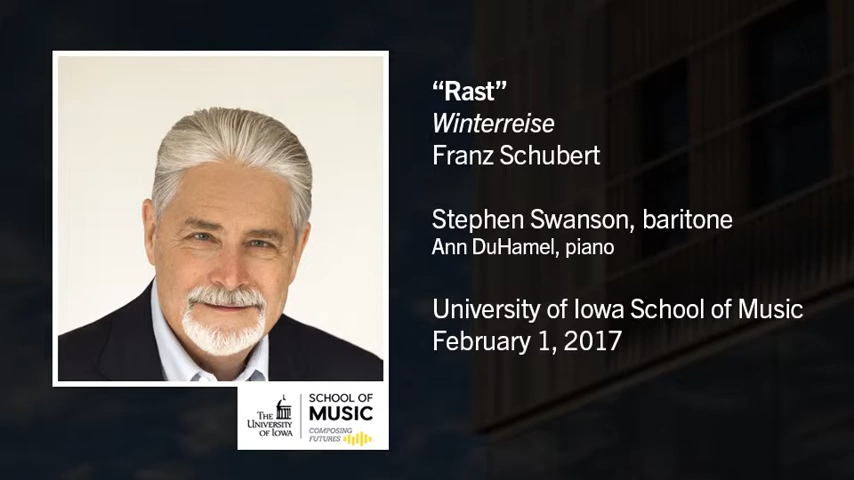 “Rast”
Winterreise
Franz Schubert
Stephen Swanson, baritone
Ann DuHamel, piano
University of Iowa School of Music
February 1, 2017
THE
UNIVERSITY
OF IOWA
SCHOOL OF
MUSIC
COMPOSING
FUTURES